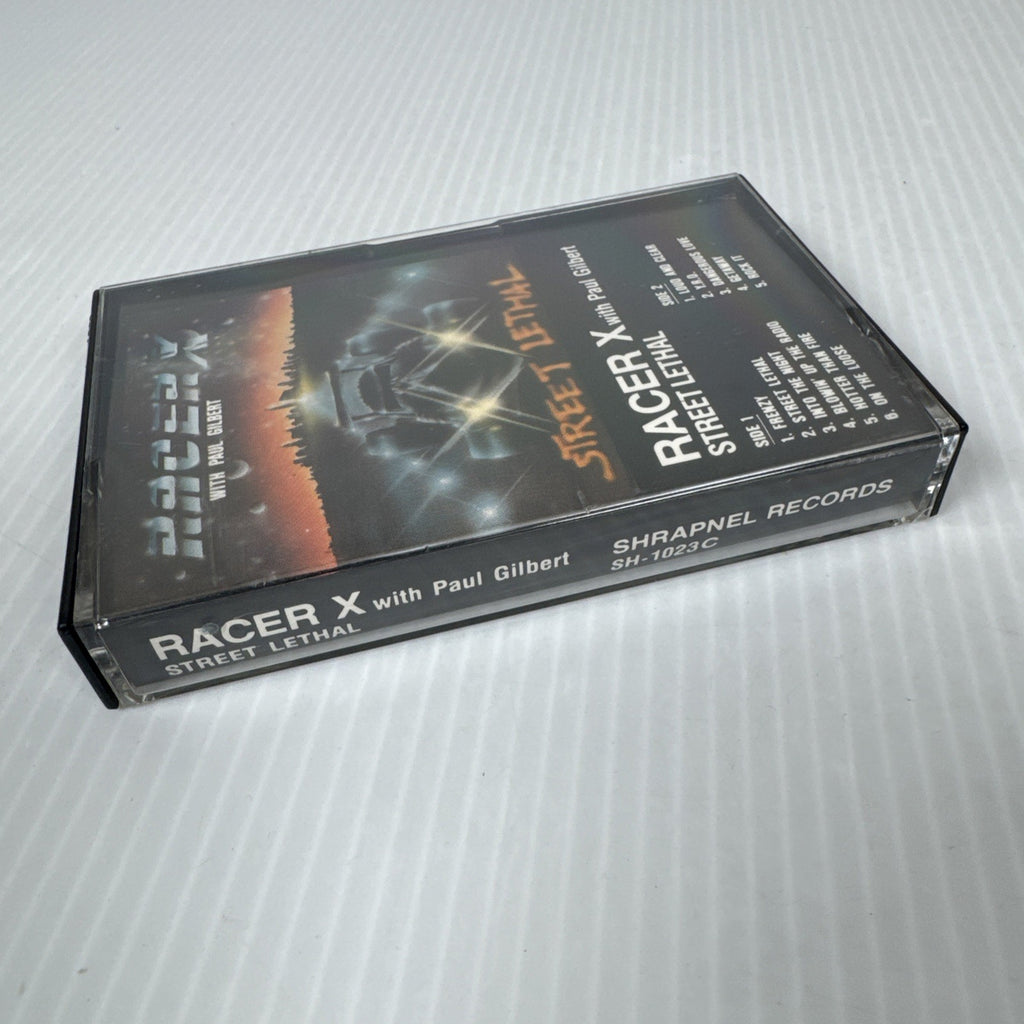 RACER X
WITH PAUL GILBERT
STREET LETHAL
RACER X with Paul Gilbert
STREET LETHAL
SIDE 1
1. FRENZY
2. STREET LETHAL
3. INTO THE NIGHT
4. BLOWIN' UP THE RADIO
5. HOTTER THAN FIRE
6. ON THE LOOSE
SIDE 2
1. LOUD AND CLEAR
2. Y.R.O.
3. DANGEROUS LOVE
4. GETAWAY
5. ROCK IT
RACER X with Paul Gilbert
STREET LETHAL
SHRAPNEL RECORDS
SH-1023C